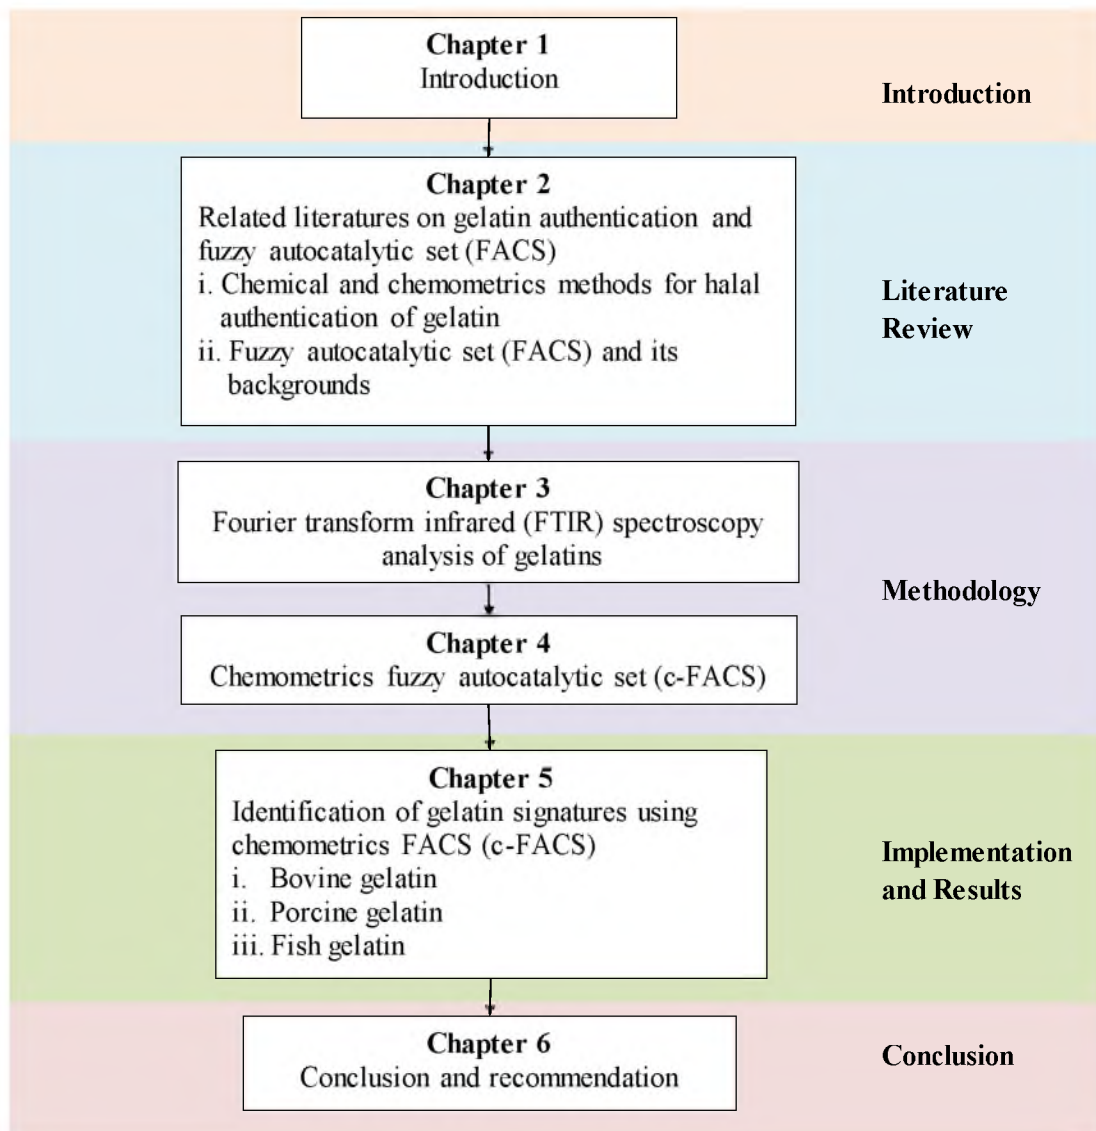 Chapter 1
Introduction
Introduction
Chapter 2
Related literatures on gelatin authentication and
fuzzy autocatalytic set (FACS)
i. Chemical and chemometrics methods for halal
authentication of gelatin
ii. Fuzzy autocatalytic set (FACS) and its
backgrounds
Literature
Review
Chapter 3
Fourier transform infrared (FTIR) spectroscopy
analysis of gelatins
Chapter 4
Chemometrics fuzzy autocatalytic set (c-FACS)
Methodology
Chapter 5
Identification of gelatin signatures using
chemometrics FACS (c-FACS)
i. Bovine gelatin
ii. Porcine gelatin
iii. Fish gelatin
Implementation
and Results
Chapter 6
Conclusion and recommendation
Conclusion